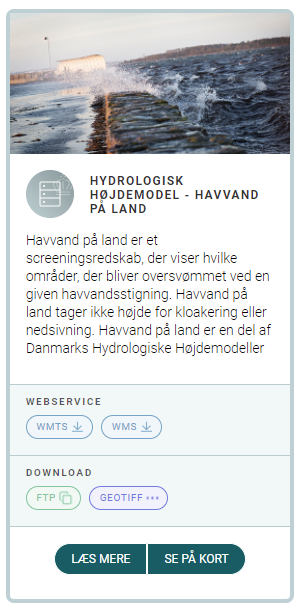 HYDROLOGISK
HØJDEMODEL - HAVVAND
PÅ LAND
Havvand på land er et
screeningsredskab, der viser hvilke
områder, der bliver oversvømmet ved en
given havvandsstigning. Havvand på
land tager ikke højde for kloakering eller
nedsivning. Havvand på land er en del af
Danmarks Hydrologiske Højdemodeller
WEBSERVICE
WMTS WMS
DOWNLOAD
FTP GEOTIFF
LÆS MERE SE PÅ KORT